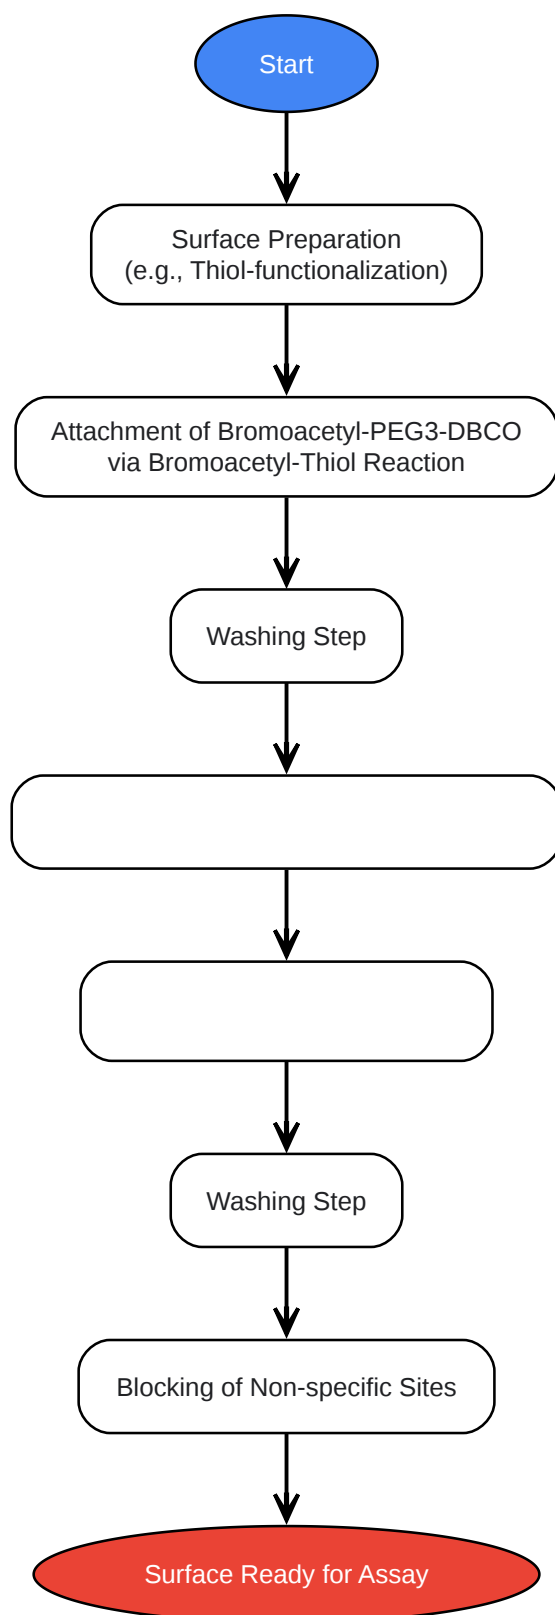 Start
Surface Preparation
(e.g., Thiol-functionalization)
Attachment of Bromoacetyl-PEG3-DBCO
via Bromoacetyl-Thiol Reaction
Washing Step
Washing Step
Blocking of Non-specific Sites
Surface Ready for Assay